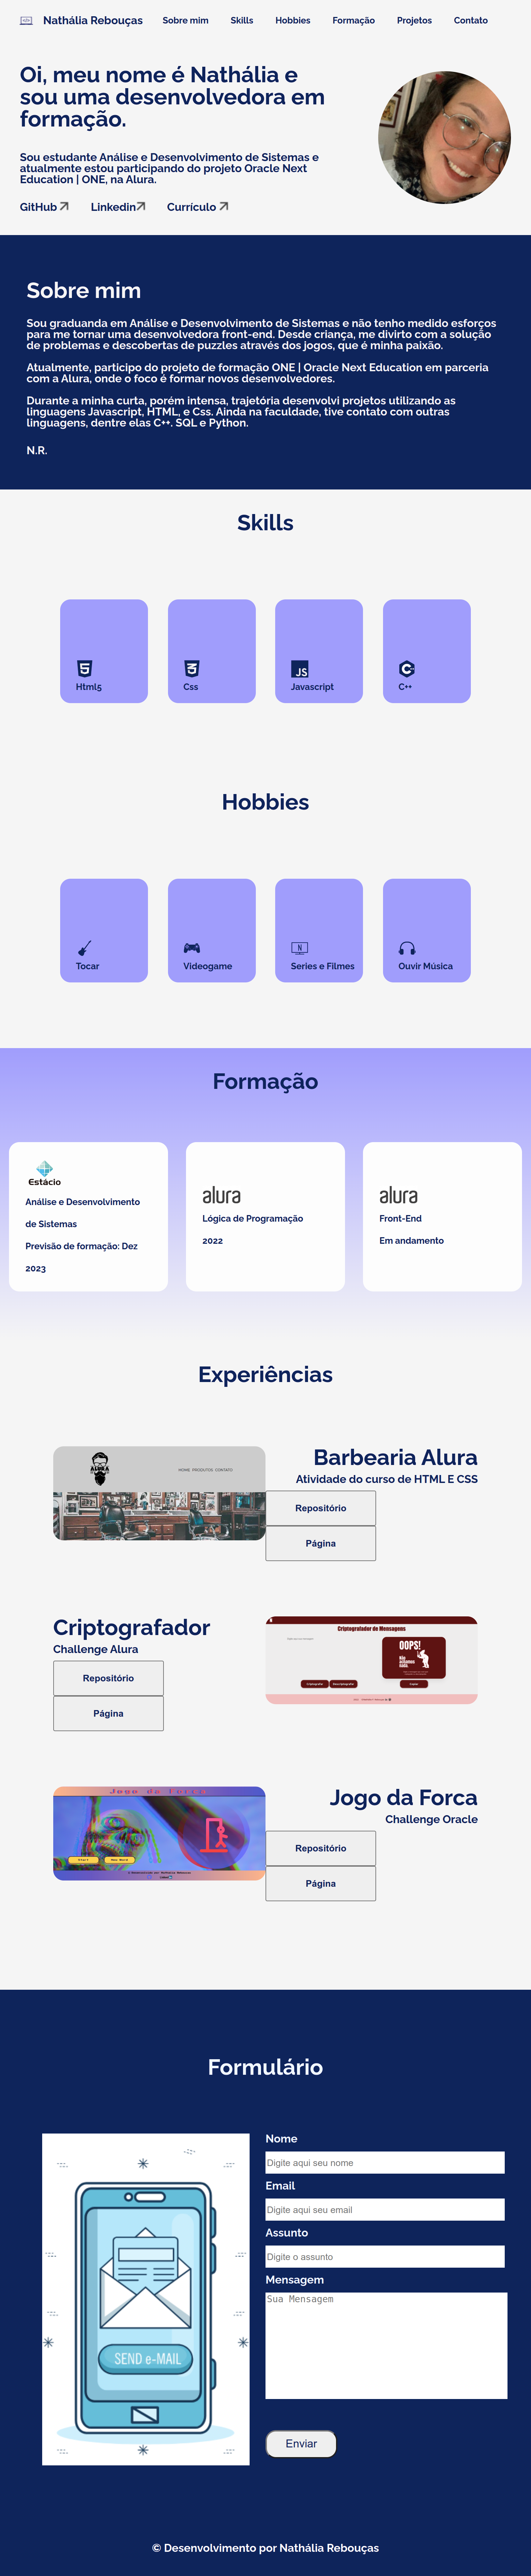 Nathália Rebouças
Sobre mim
Skills
Hobbies
Formação
Projetos
Contato
Oi, meu nome é Nathália e
sou uma desenvolvedora em
formação.
Sou estudante Análise e Desenvolvimento de Sistemas e
atualmente estou participando do projeto Oracle Next
Education | ONE, na Alura.
GitHub
Linkedin
Currículo
Sobre mim
Sou graduanda em Análise e Desenvolvimento de Sistemas e não tenho medido esforços
para me tornar uma desenvolvedora front-end. Desde criança, me divirto com a solução
de problemas e descobertas de puzzles através dos jogos, que é minha paixão.
Atualmente, participo do projeto de formação ONE | Oracle Next Education em parceria
com a Alura, onde o foco é formar novos desenvolvedores.
Durante a minha curta, porém intensa, trajetória desenvolvi projetos utilizando as
linguagens Javascript, HTML, e Css. Ainda na faculdade, tive contato com outras
linguagens, dentre elas C++. SQL e Python.
N.R.
Skills
Html5
Css
JS
Javascript
C++
Hobbies
Tocar
Videogame
N
Series e Filmes
Ouvir Música
Formação
Estácio
Análise e Desenvolvimento
de Sistemas
Previsão de formação: Dez
2023
alura
Lógica de Programação
2022
alura
Front-End
Em andamento
Experiências
ALURA
HOME PRODUTOS CONTATO
Barbearia Alura
Atividade do curso de HTML E CSS
Repositório
Página
Criptografador
Challenge Alura
Repositório
Página
Criptografador de Mensagens
OOPS!
Jogo da Forca
Challenge Oracle
Repositório
Página
Formulário
SEND e-MAIL
Nome
Digite aqui seu nome
Email
Digite aqui seu email
Assunto
Digite o assunto
Mensagem
Sua Mensagem
Enviar
© Desenvolvimento por Nathália Rebouças